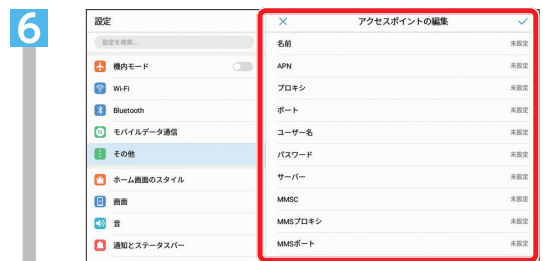 6
設定
設定を検索...
機内モード
Wi-Fi
Bluetooth
モバイルデータ通信
その他
ホーム画面のスタイル
画面
音
通知とステータスバー
アクセスポイントの編集
名前 未設定
APN 未設定
プロキシ 未設定
ポート 未設定
ユーザー名 未設定
パスワード 未設定
サーバー 未設定
MMSC 未設定
MMSプロキシ 未設定
MMSポート 未設定